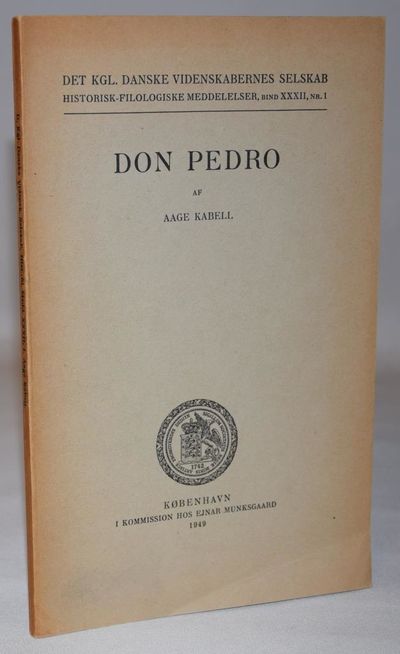 DET KGL. DANSKE VIDENSKABERNES SELSKAB
HISTORISK-FILOLOGISKE MEDDELELSER, BIND XXXII, NR. 1
DON PEDRO
AF
AAGE KABELL
1742
KØBENHAVN
I KOMMISSION HOS EJNAR MUNKSGAARD
1949